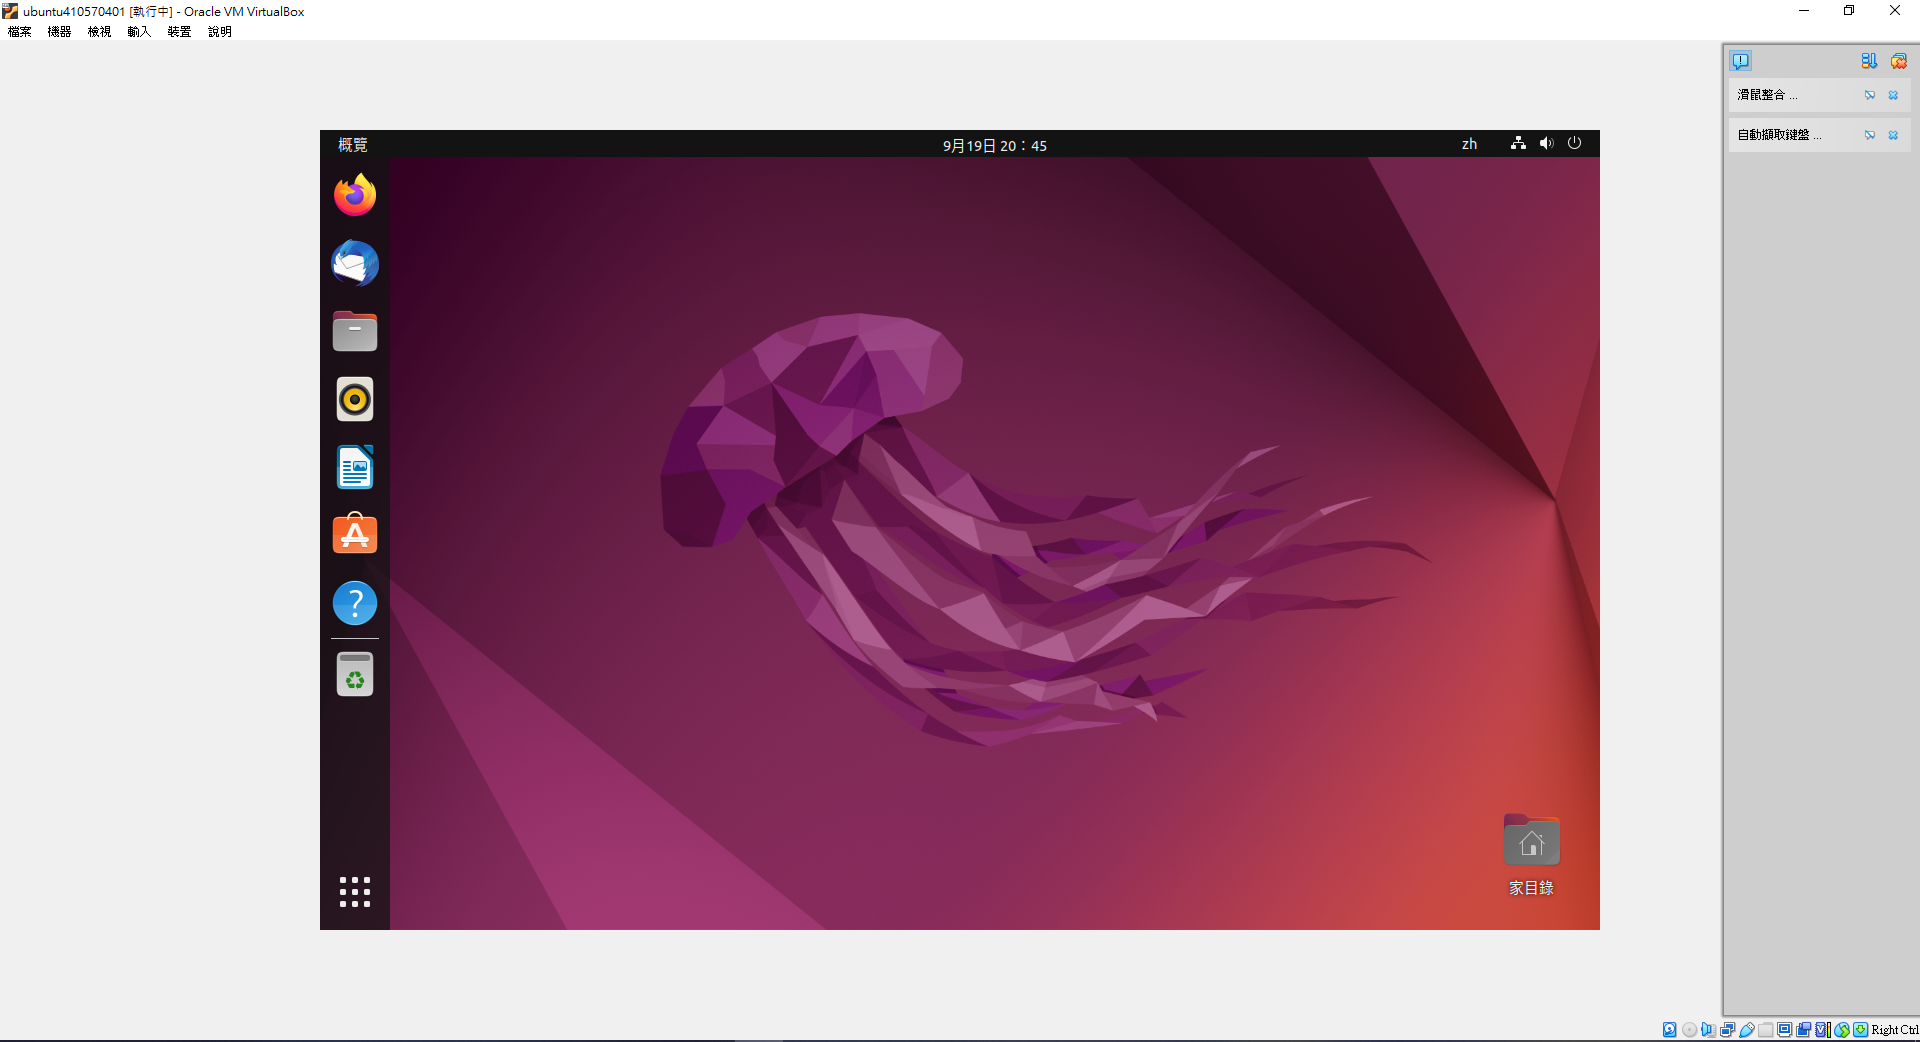 ubuntu410570401 [執行中] - Oracle VM VirtualBox
檔案 機器 檢視 輸入 裝置 說明
滑鼠整合 ...
自動擷取鍵盤 ...
概覽 9月19日 20：45 zh
家目錄
Right Ctrl